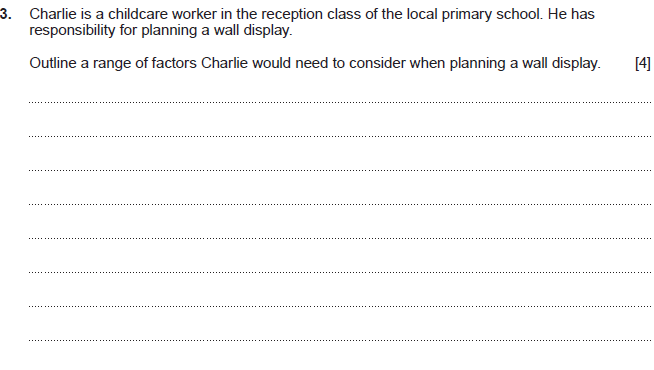 3. Charlie is a childcare worker in the reception class of the local primary school. He has
responsibility for planning a wall display.
Outline a range of factors Charlie would need to consider when planning a wall display. [4]